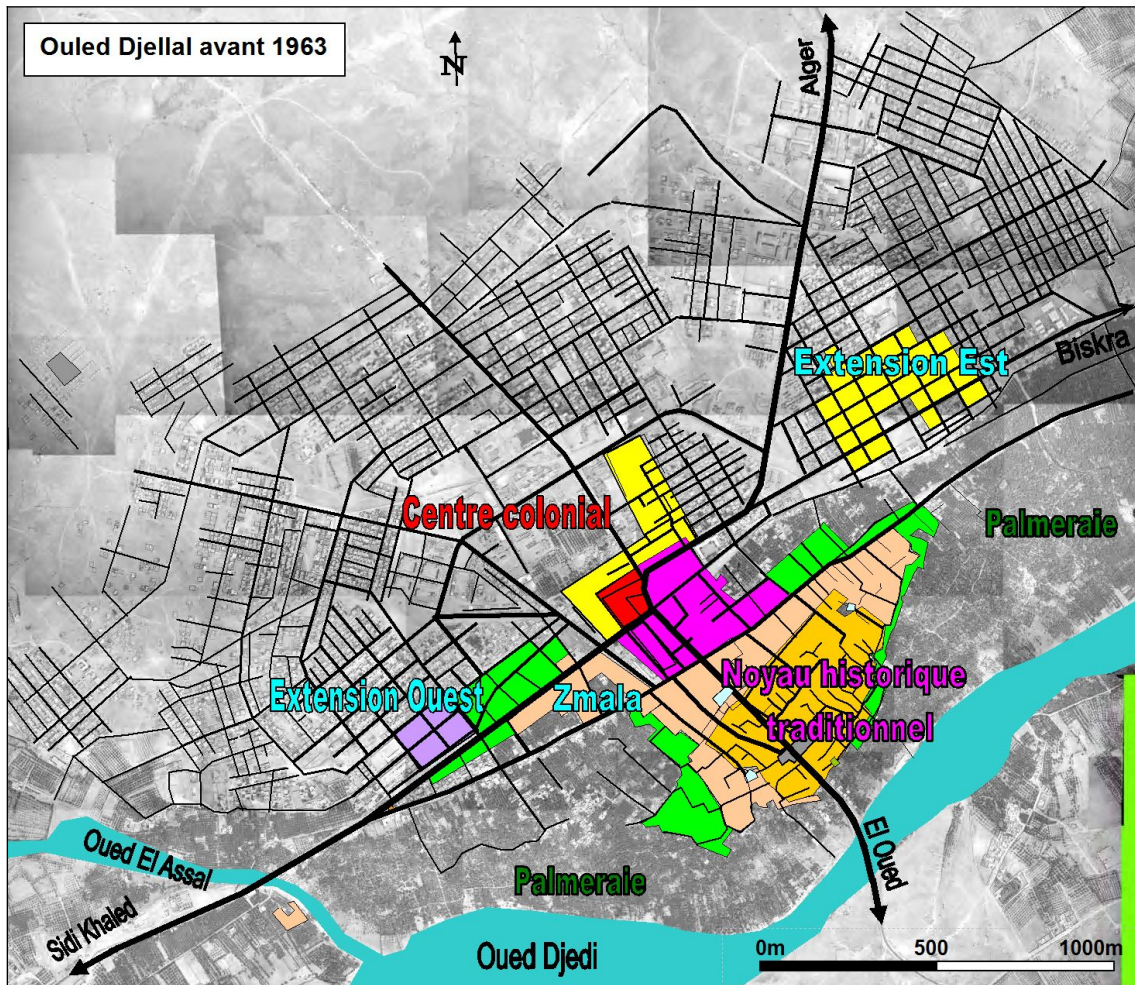 Ouled Djellal avant 1963
N
Alger
Extension Est
Biskra
Centre colonial
Palmeraie
Noyau historique
traditionnel
Extension Ouest
Zmala
Oued El Assal
Palmeraie
El Oued
Sidi Khaled
Oued Djedi
0m 500 1000m